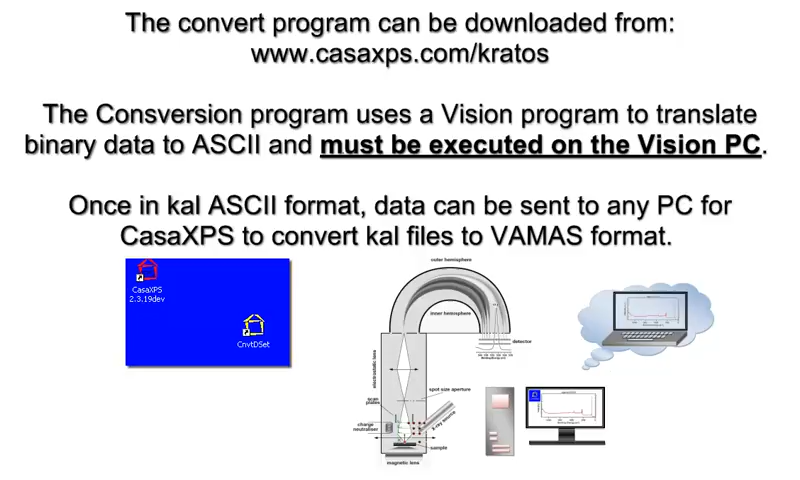 The convert program can be downloaded from:
www.casaxps.com/kratos
The Consversion program uses a Vision program to translate
binary data to ASCII and must be executed on the Vision PC.
Once in kal ASCII format, data can be sent to any PC for
CasaXPS to convert kal files to VAMAS format.
CasaXPS
2.3.19dev
CnvtDSet
outer hemisphere
inner hemisphere
detector
electrostatic lens
spot size aperture
scan
plates
x-ray source
charge
neutraliser
sample
magnetic lens